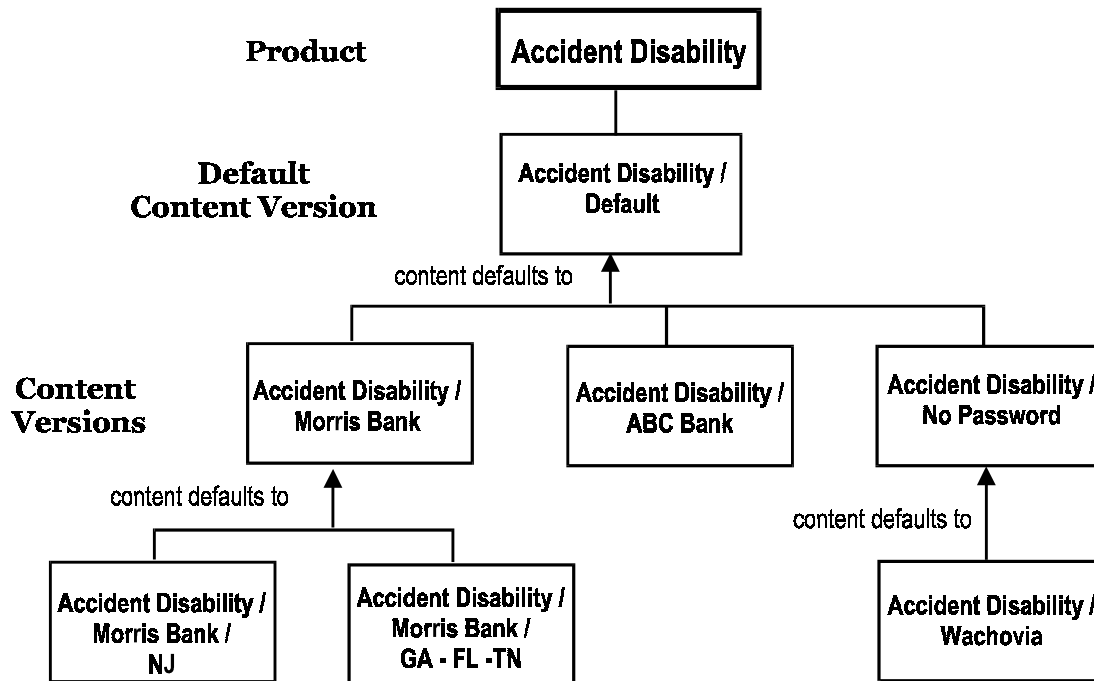 Product
Accident Disability
Default
Content Version
Accident Disability /
Default
content defaults to
Content
Versions
Accident Disability /
Morris Bank
Accident Disability /
ABC Bank
Accident Disability /
No Password
content defaults to
content defaults to
Accident Disability /
Morris Bank /
NJ
Accident Disability /
Morris Bank /
GA - FL -TN
Accident Disability /
Wachovia